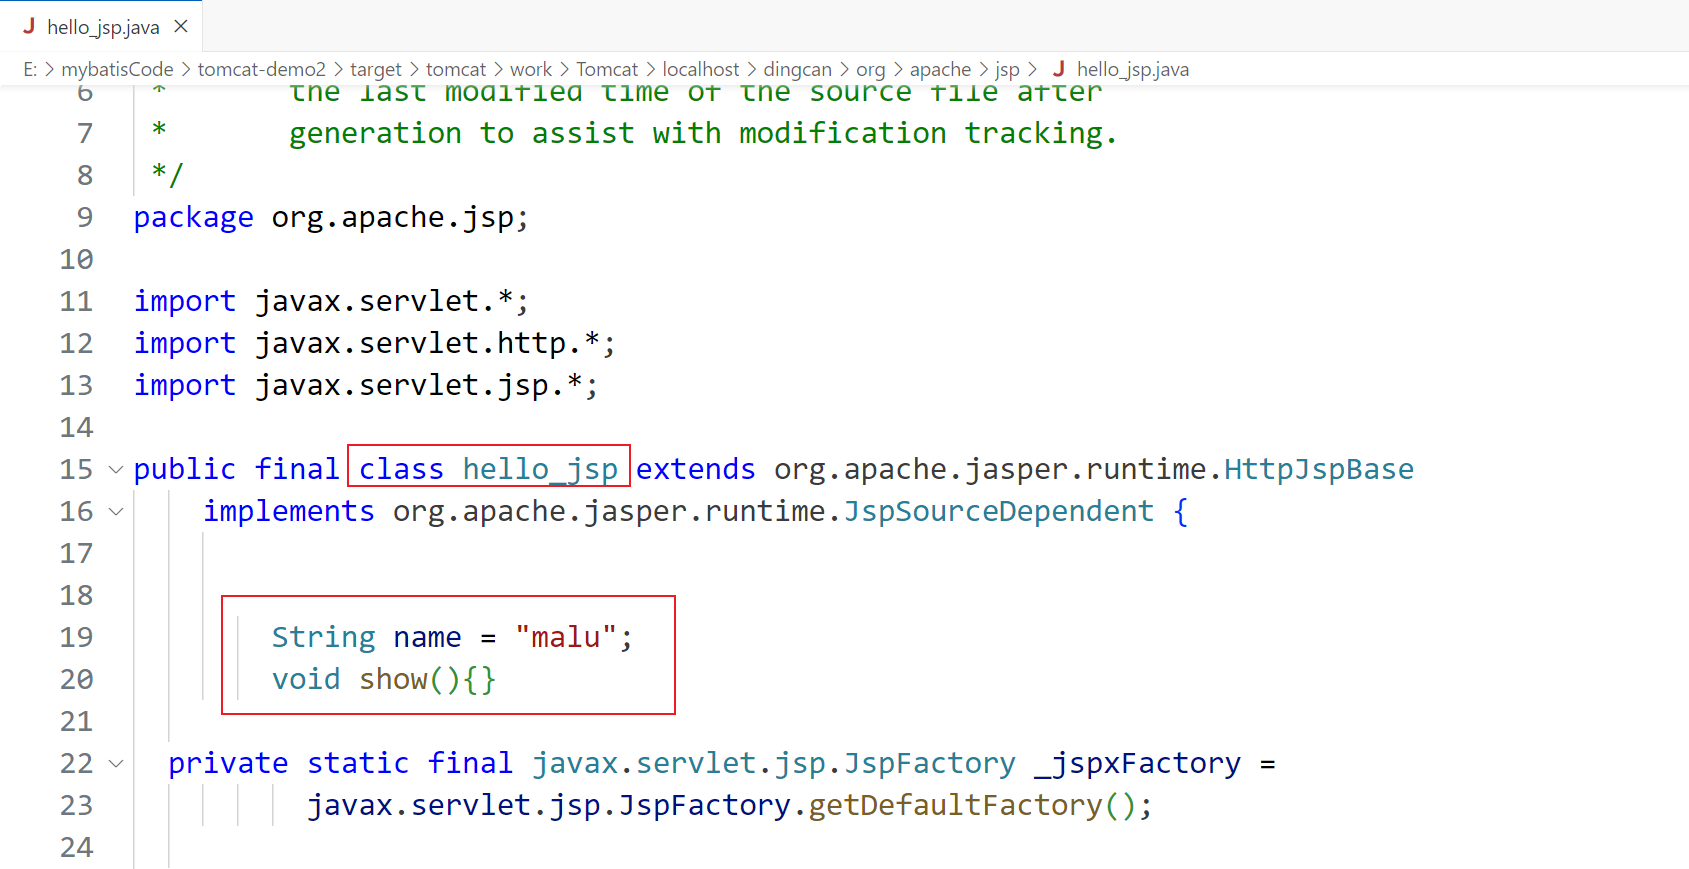 hello_jsp.java
E: > mybatisCode > tomcat-demo2 > target > tomcat > work > Tomcat > localhost > dingcan > org > apache > jsp > hello_jsp.java
6 * the last modified time of the source file after
7 * generation to assist with modification tracking.
8 */
9 package org.apache.jsp;
10
11 import javax.servlet.*;
12 import javax.servlet.http.*;
13 import javax.servlet.jsp.*;
14
15 public final class hello_jsp extends org.apache.jasper.runtime.HttpJspBase
16 implements org.apache.jasper.runtime.JspSourceDependent {
17
18
19 String name = "malu";
20 void show(){}
21
22 private static final javax.servlet.jsp.JspFactory _jspxFactory =
23 javax.servlet.jsp.JspFactory.getDefaultFactory();
24